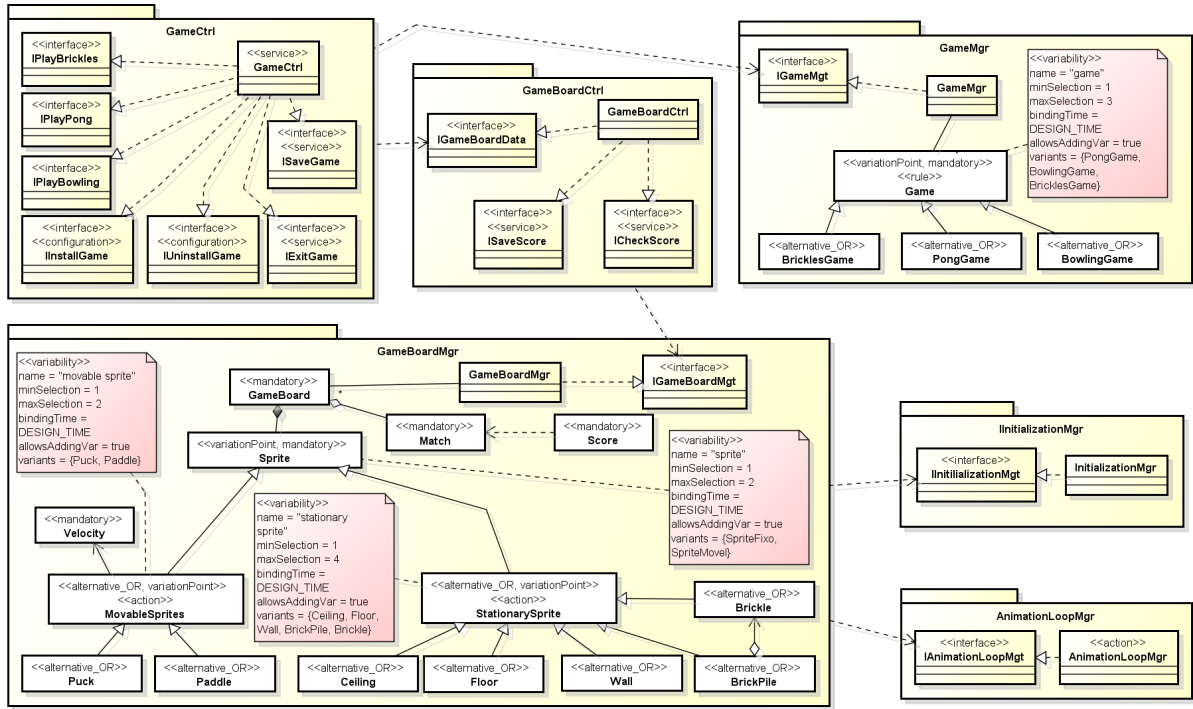 GameCtrl
<<interface>>
IPlayBrickles
<<service>>
GameCtrl
<<interface>>
IPlayPong
<<interface>>
IPlayBowling
<<interface>>
<<service>>
ISaveGame
<<interface>>
<<configuration>>
IInstallGame
<<interface>>
<<configuration>>
IUninstallGame
<<interface>>
<<service>>
IExitGame
GameBoardCtrl
<<interface>>
IGameBoardData
GameBoardCtrl
<<interface>>
<<service>>
ISaveScore
<<interface>>
<<service>>
ICheckScore
GameMgr
<<interface>>
IGameMgt
GameMgr
<<variability>>
name = "game"
minSelection = 1
maxSelection = 3
bindingTime =
DESIGN_TIME
allowsAddingVar = true
variants = {PongGame,
BowlingGame,
BricklesGame}
<<variationPoint, mandatory>>
<<rule>>
Game
<<alternative_OR>>
BricklesGame
<<alternative_OR>>
PongGame
<<alternative_OR>>
BowlingGame
GameBoardMgr
<<variability>>
name = "movable sprite"
minSelection = 1
maxSelection = 2
bindingTime =
DESIGN_TIME
allowsAddingVar = true
variants = {Puck, Paddle}
<<mandatory>>
GameBoard
*
GameBoardMgr
<<interface>>
IGameBoardMgt
<<mandatory>>
Match
<<mandatory>>
Score
<<variationPoint, mandatory>>
Sprite
<<variability>>
name = "sprite"
minSelection = 1
maxSelection = 2
bindingTime =
DESIGN_TIME
allowsAddingVar = true
variants = {SpriteFixo,
SpriteMovel}
<<variability>>
name = "stationary
sprite"
minSelection = 1
maxSelection = 4
bindingTime =
DESIGN_TIME
allowsAddingVar = true
variants = {Ceiling, Floor,
Wall, BrickPile, Brickle}
<<mandatory>>
Velocity
<<alternative_OR, variationPoint>>
<<action>>
MovableSprites
<<alternative_OR, variationPoint>>
<<action>>
StationarySprite
<<alternative_OR>>
Brickle
<<alternative_OR>>
Puck
<<alternative_OR>>
Paddle
<<alternative_OR>>
Ceiling
<<alternative_OR>>
Floor
<<alternative_OR>>
Wall
<<alternative_OR>>
BrickPile
IInitializationMgr
<<interface>>
IInitilializationMgt
InitializationMgr
AnimationLoopMgr
<<interface>>
IAnimationLoopMgt
<<action>>
AnimationLoopMgr